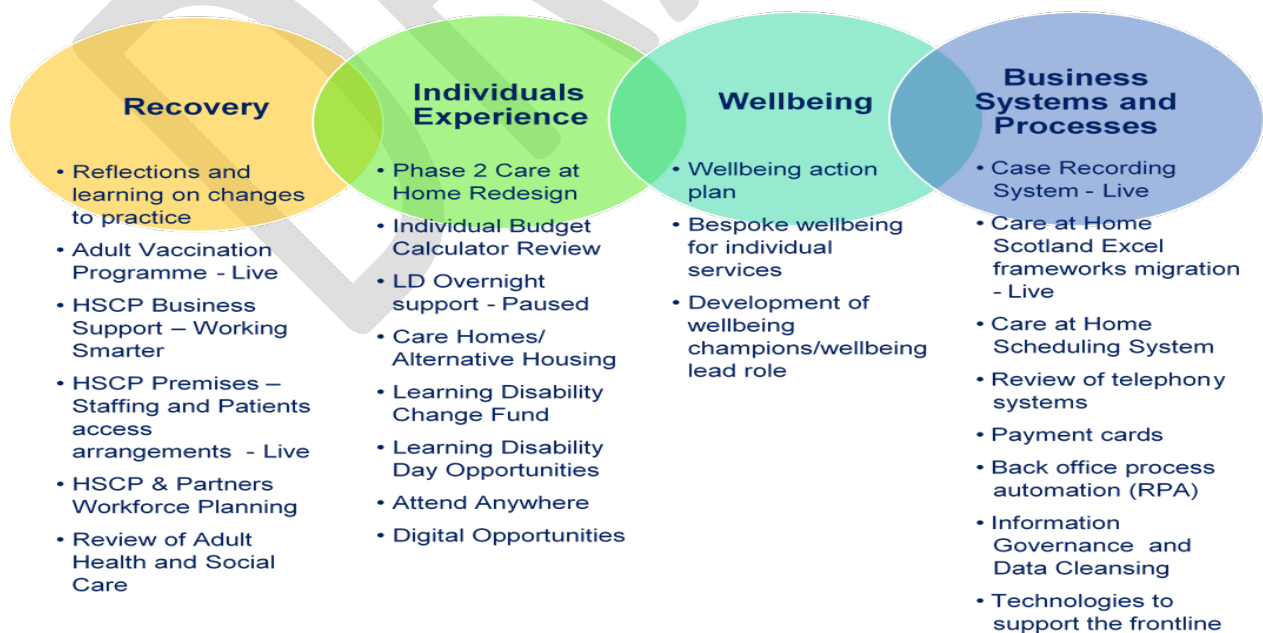 Recovery
• Reflections and
learning on changes
to practice
• Adult Vaccination
Programme - Live
• HSCP Business
Support – Working
Smarter
• HSCP Premises –
Staffing and Patients
access
arrangements - Live
• HSCP & Partners
Workforce Planning
• Review of Adult
Health and Social
Care
Individuals
Experience
• Phase 2 Care at
Home Redesign
• Individual Budget
Calculator Review
• LD Overnight
support - Paused
• Care Homes/
Alternative Housing
• Learning Disability
Change Fund
• Learning Disability
Day Opportunities
• Attend Anywhere
• Digital Opportunities
Wellbeing
• Wellbeing action
plan
• Bespoke wellbeing
for individual
services
• Development of
wellbeing
champions/wellbeing
lead role
Business
Systems and
Processes
• Case Recording
System - Live
• Care at Home
Scotland Excel
frameworks migration
- Live
• Care at Home
Scheduling System
• Review of telephony
systems
• Payment cards
• Back office process
automation (RPA)
• Information
Governance and
Data Cleansing
• Technologies to
support the frontline